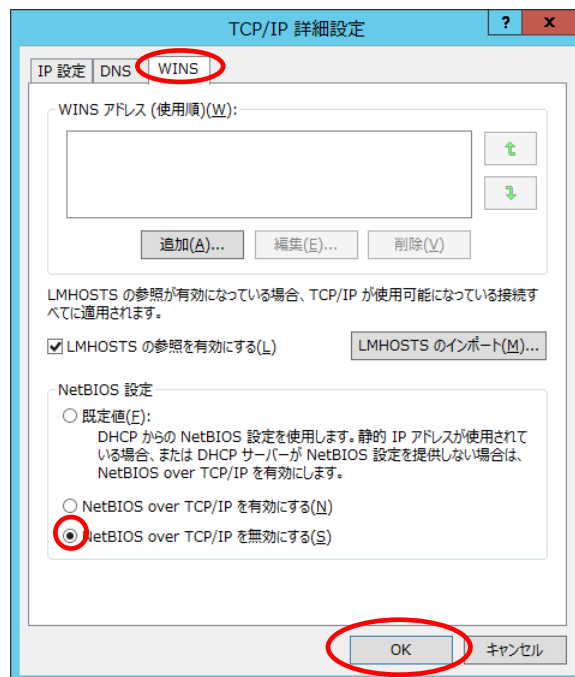 TCP/IP 詳細設定
? x
IP 設定 DNS WINS
WINS アドレス (使用順)(W):
追加(A)... 編集(E)... 削除(V)
LMHOSTS の参照が有効になっている場合、TCP/IP が使用可能になっている接続す
べてに適用されます。
LMHOSTS の参照を有効にする(L) LMHOSTS のインポート(M)...
NetBIOS 設定
既定値(F):
DHCP からの NetBIOS 設定を使用します。静的 IP アドレスが使用されて
いる場合、または DHCP サーバーが NetBIOS 設定を提供しない場合は、
NetBIOS over TCP/IP を有効にします。
NetBIOS over TCP/IP を有効にする(N)
NetBIOS over TCP/IP を無効にする(S)
OK キャンセル